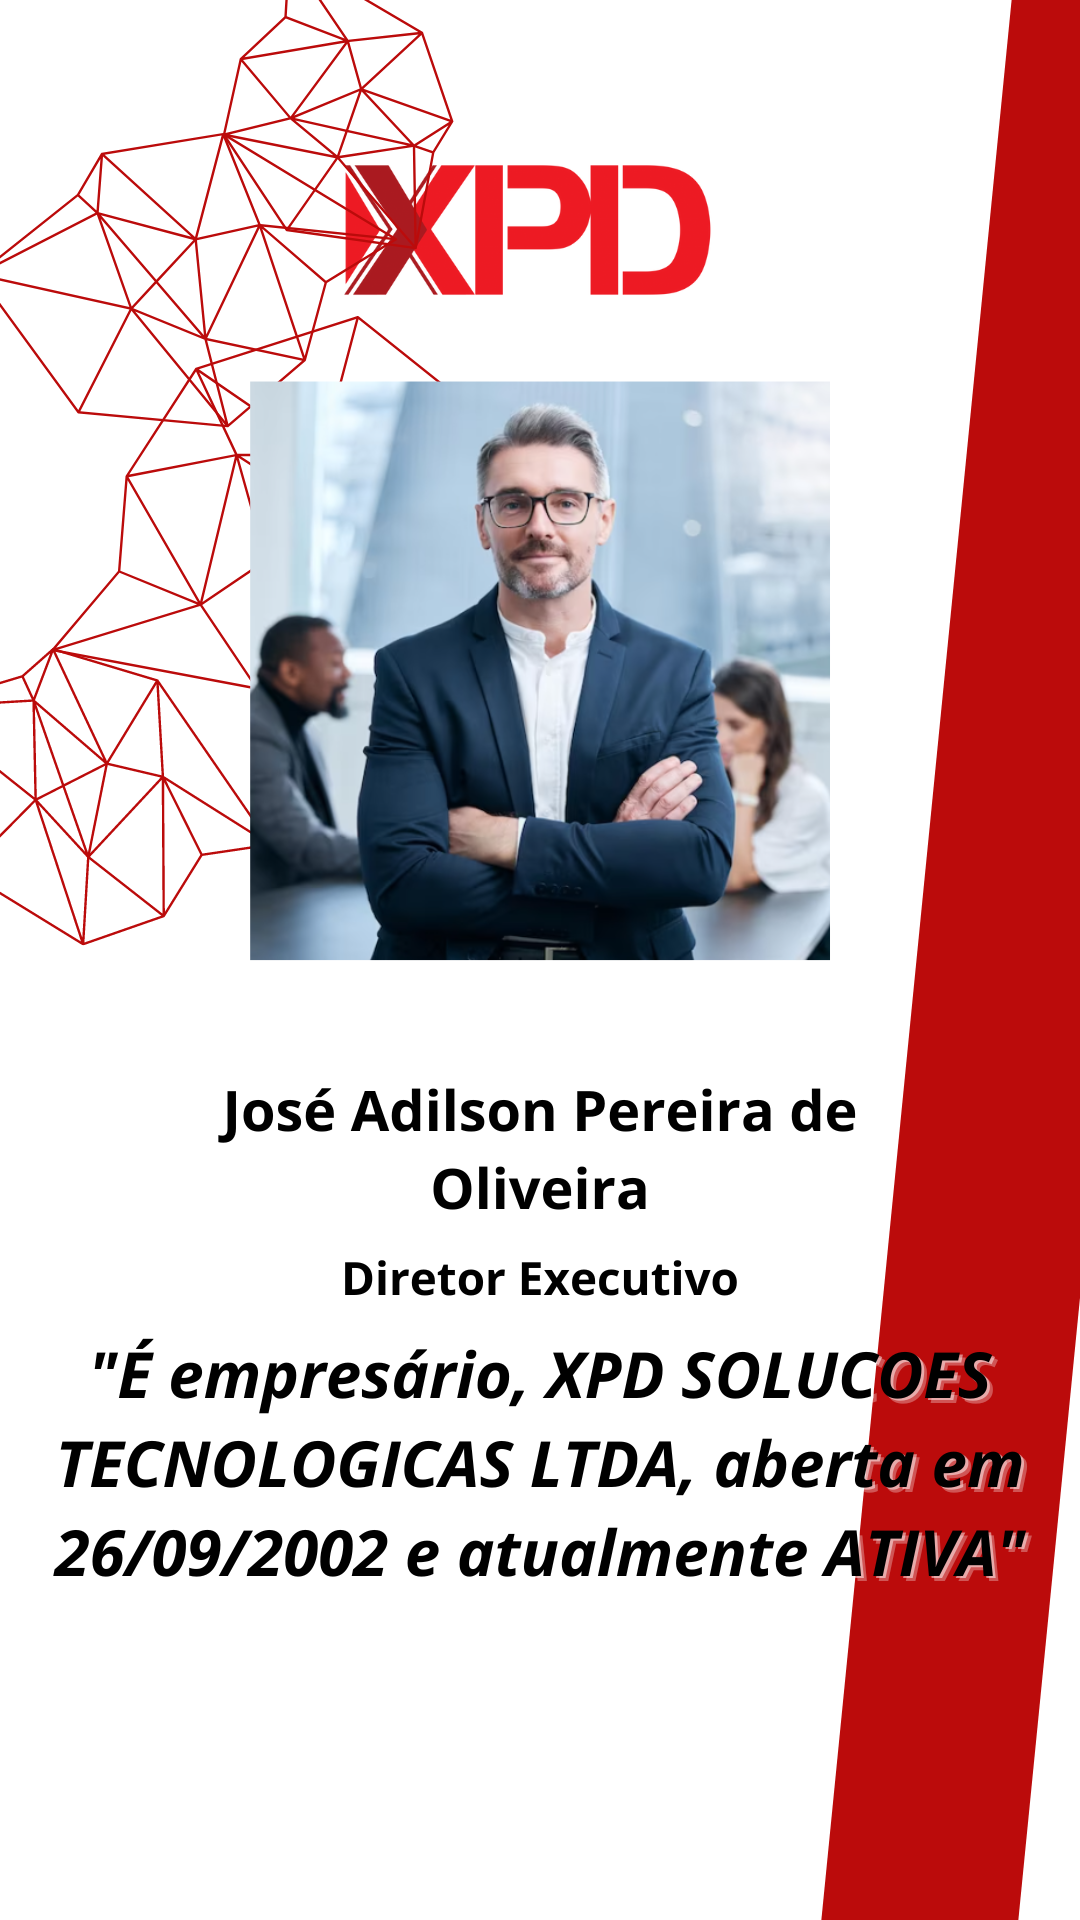 XPD
José Adilson Pereira de
Oliveira
Diretor Executivo
"É empresário, XPD SOLUCOES
TECNOLOGICAS LTDA, aberta em
26/09/2002 e atualmente ATIVA"